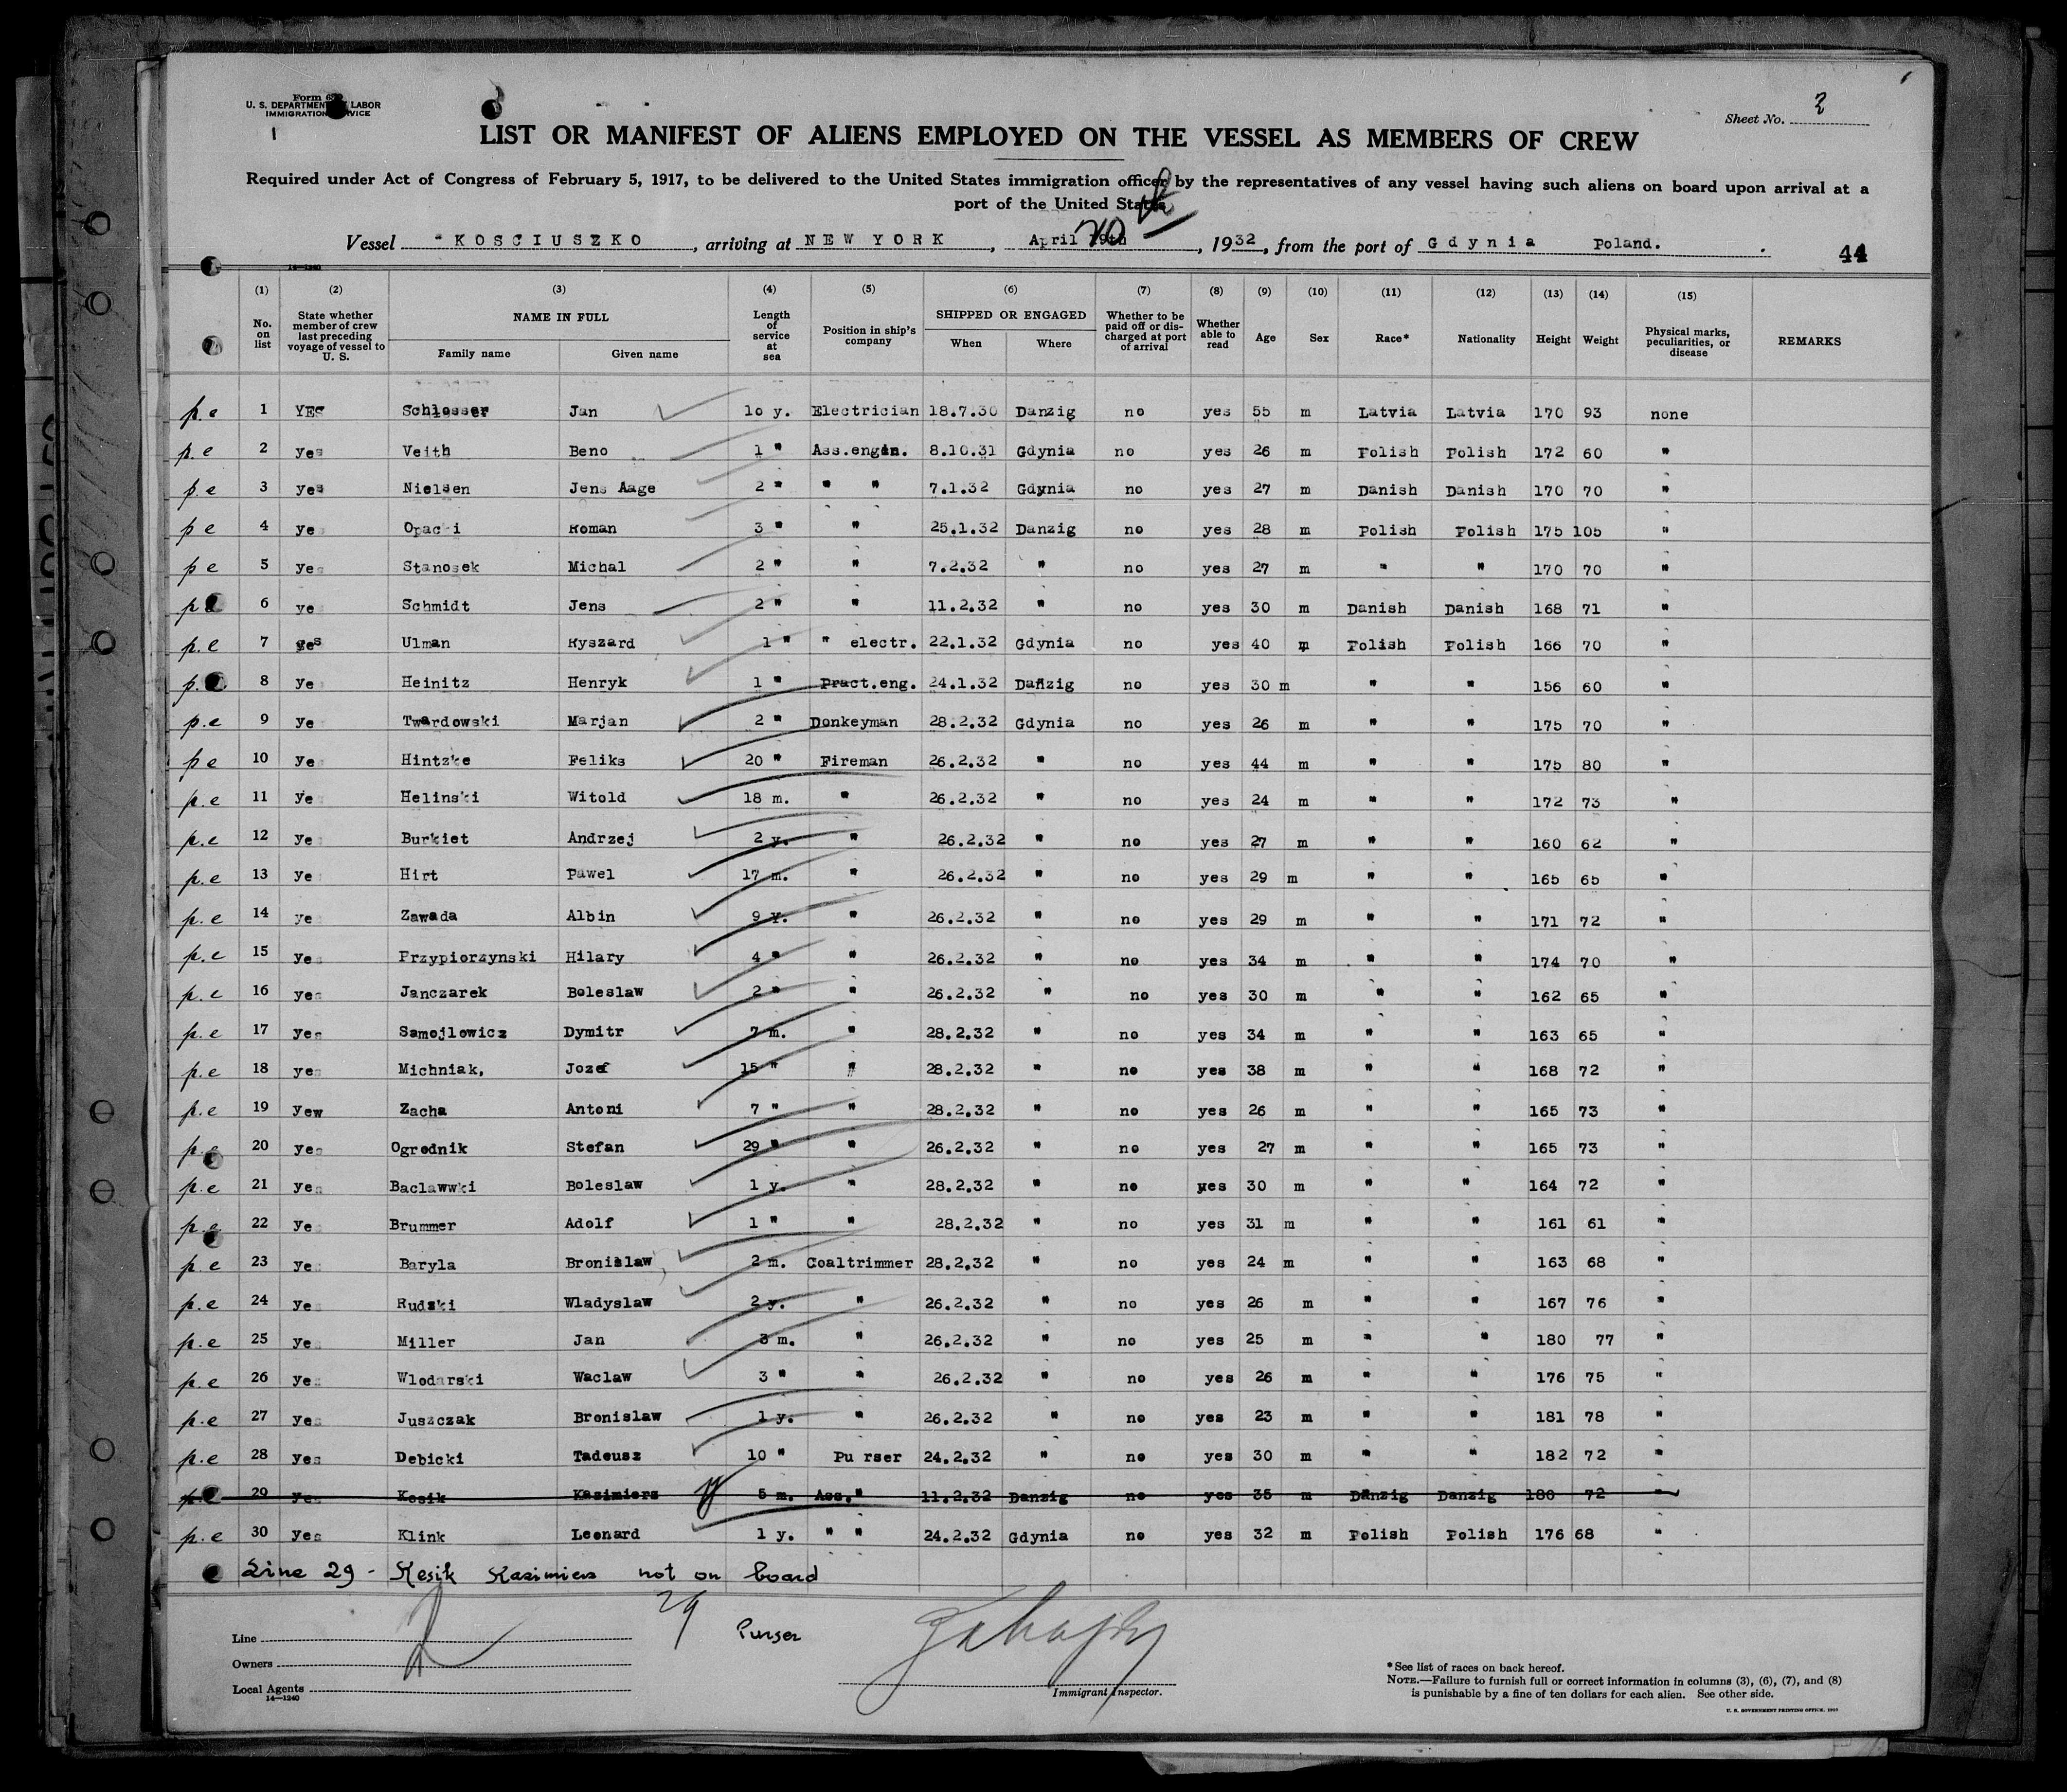 Form 6
U. S. DEPARTMENT LABOR
IMMIGRATION SERVICE
1
Sheet No. 2
LIST OR MANIFEST OF ALIENS EMPLOYED ON THE VESSEL AS MEMBERS OF CREW
Required under Act of Congress of February 5, 1917, to be delivered to the United States immigration officer by the representatives of any vessel having such aliens on board upon arrival at a
port of the United States
Vessel KOSCIUSZKO, arriving at NEW YORK, April 20, 1932, from the port of Gdynia Poland.
44
14—1240
(1) (2) (3) (4) (5) (6) (7) (8) (9) (10) (11) (12) (13) (14) (15)
No. on list State whether member of crew last preceding voyage of vessel to U. S. NAME IN FULL Family name Given name Length of service at sea Position in ship's company SHIPPED OR ENGAGED When Where Whether to be paid off or discharged at port of arrival Whether able to read Age Sex Race* Nationality Height Weight Physical marks, peculiarities, or disease REMARKS
p.e 1 YES Schlosser Jan 10 y. Electrician 18.7.30 Danzig no yes 55 m Latvia Latvia 170 93 none
p.e 2 yes Veith Beno 1 " Ass.engin. 8.10.31 Gdynia no yes 26 m Polish Polish 172 60 "
p.e 3 yes Nielsen Jens Aage 2 " " " 7.1.32 Gdynia no yes 27 m Danish Danish 170 70 "
p e 4 ye Opacki Roman 3 " " 25.1.32 Danzig no yes 28 m Polish Polish 175 105 "
p e 5 yes Stanosek Michal 2 " " 7.2.32 " no yes 27 m " " 170 70 "
p e 6 ye Schmidt Jens 2 " " 11.2.32 " no yes 30 m Danish Danish 168 71 "
p.e 7 yes Ulman Ryszard 1 " " electr. 22.1.32 Gdynia no yes 40 m Polish Polish 166 70 "
p. 8 ye Heinitz Henryk 1 " Pract.eng. 24.1.32 Danzig no yes 30 m " " 156 60 "
p.e 9 ye Twardowski Marjan 2 " Donkeyman 28.2.32 Gdynia no yes 26 m " " 175 70 "
p e 10 ye Hintzke Feliks 20 " Fireman 26.2.32 " no yes 44 m " " 175 80 "
p.e 11 ye Helinski Witold 18 m. " 26.2.32 " no yes 24 m " " 172 73 "
p.e 12 ye Burkiet Andrzej 2 y. " 26.2.32 " no yes 27 m " " 160 62 "
p.e 13 ye Hirt Pawel 17 m. " 26.2.32 " no yes 29 m " " 165 65 "
p.e 14 ye Zawada Albin 9 y. " 26.2.32 " no yes 29 m " " 171 72 "
p.e 15 yes Przypiorzynski Hilary 4 " " 26.2.32 " no yes 34 m " " 174 70 "
p.e 16 yes Janczarek Boleslaw 2 " " 26.2.32 " no yes 30 m " " 162 65 "
p.e 17 yes Samojlowicz Dymitr 7 m. " 28.2.32 " no yes 34 m " " 163 65 "
p.e 18 yes Michniak, Jozef 15 " " 28.2.32 " no yes 38 m " " 168 72 "
p.e 19 yew Zacha Antoni 7 " " 28.2.32 " no yes 26 m " " 165 73 "
p.e 20 yes Ogrodnik Stefan 29 " " 26.2.32 " no yes 27 m " " 165 73 "
p.e 21 yes Baclawwki Boleslaw 1 y. " 28.2.32 " no yes 30 m " " 164 72 "
p.e 22 ye Brummer Adolf 1 " " 28.2.32 " no yes 31 m " " 161 61 "
p.e 23 ye Baryla Bronislaw 2 m. Coaltrimmer 28.2.32 " no yes 24 m " " 163 68 "
p.e 24 ye Rudzki Wladyslaw 2 y. " 26.2.32 " no yes 26 m " " 167 76 "
p.e 25 yes Miller Jan 3 m. " 26.2.32 " no yes 25 m " " 180 77 "
p.e 26 yes Wlodarski Waclaw 3 " " 26.2.32 " no yes 26 m " " 176 75 "
p.e 27 yes Juszczak Bronislaw 1 y. " 26.2.32 " no yes 23 m " " 181 78 "
p.e 28 yes Debicki Tadeusz 10 " Pu rser 24.2.32 " no yes 30 m " " 182 72 "
p.e 29 yes Kesik Kazimierz 5 m. Ass." 11.2.32 Danzig no yes 35 m Danzig Danzig 180 72 "
p.e 30 yes Klink Leonard 1 y. " " 24.2.32 Gdynia no yes 32 m Polish Polish 176 68 "
Line 29 - Kesik Kazimierz not on board
29
Purser
Line
Owners
Local Agents
14—1240
Immigrant Inspector.
*See list of races on back hereof.
NOTE.—Failure to furnish full or correct information in columns (3), (6), (7), and (8)
is punishable by a fine of ten dollars for each alien. See other side.
U. S. GOVERNMENT PRINTING OFFICE.